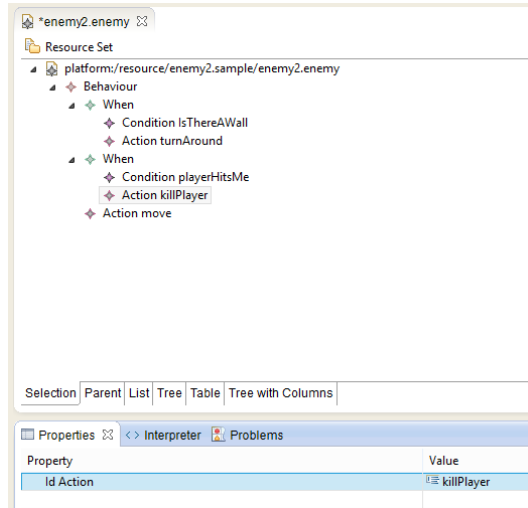 *enemy2.enemy
Resource Set
platform:/resource/enemy2.sample/enemy2.enemy
Behaviour
When
Condition IsThereAWall
Action turnAround
When
Condition playerHitsMe
Action killPlayer
Action move
Selection Parent List Tree Table Tree with Columns
Properties <> Interpreter Problems
Property Value
Id Action killPlayer